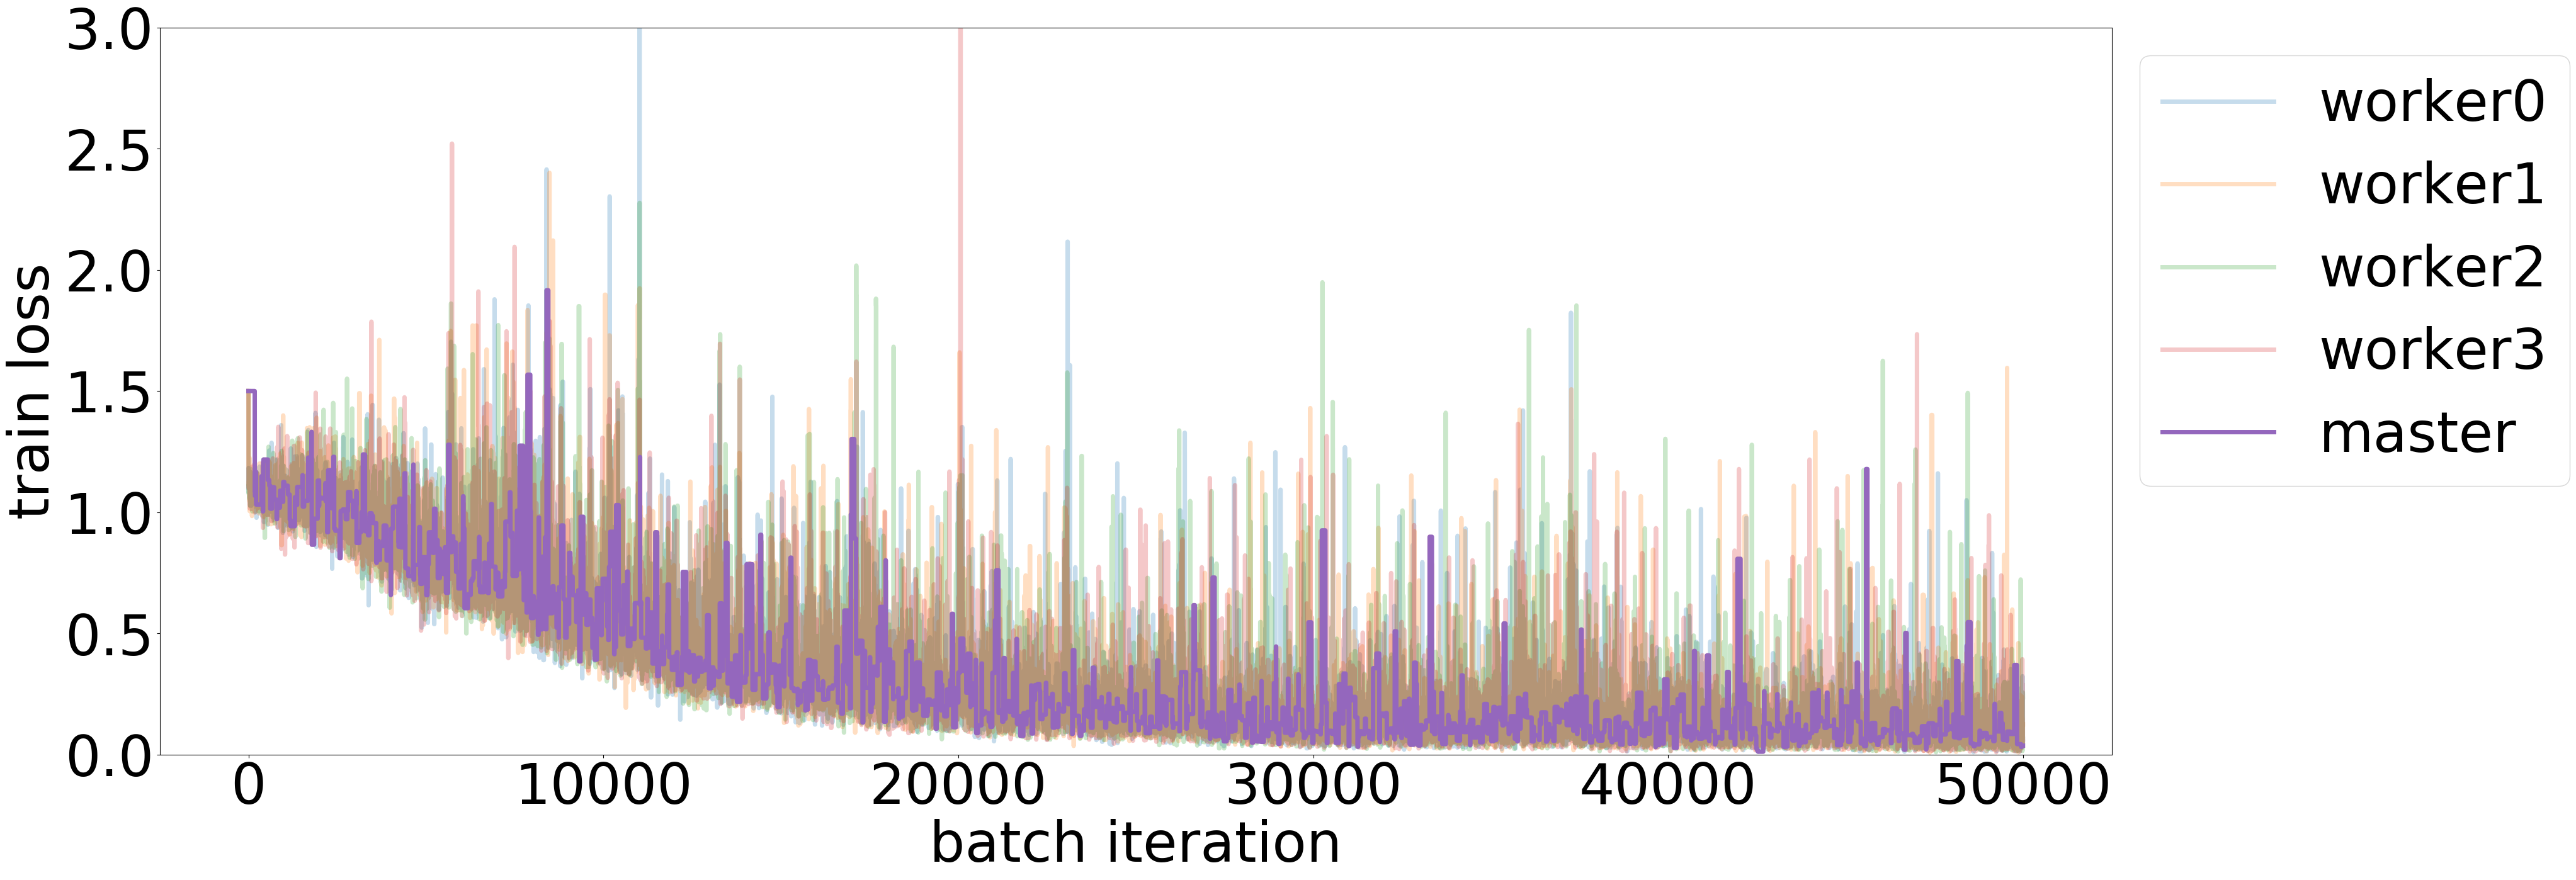 3.0
2.5
2.0
1.5
1.0
0.5
0.0
train loss
0
10000
20000
30000
40000
50000
batch iteration
worker0
worker1
worker2
worker3
master